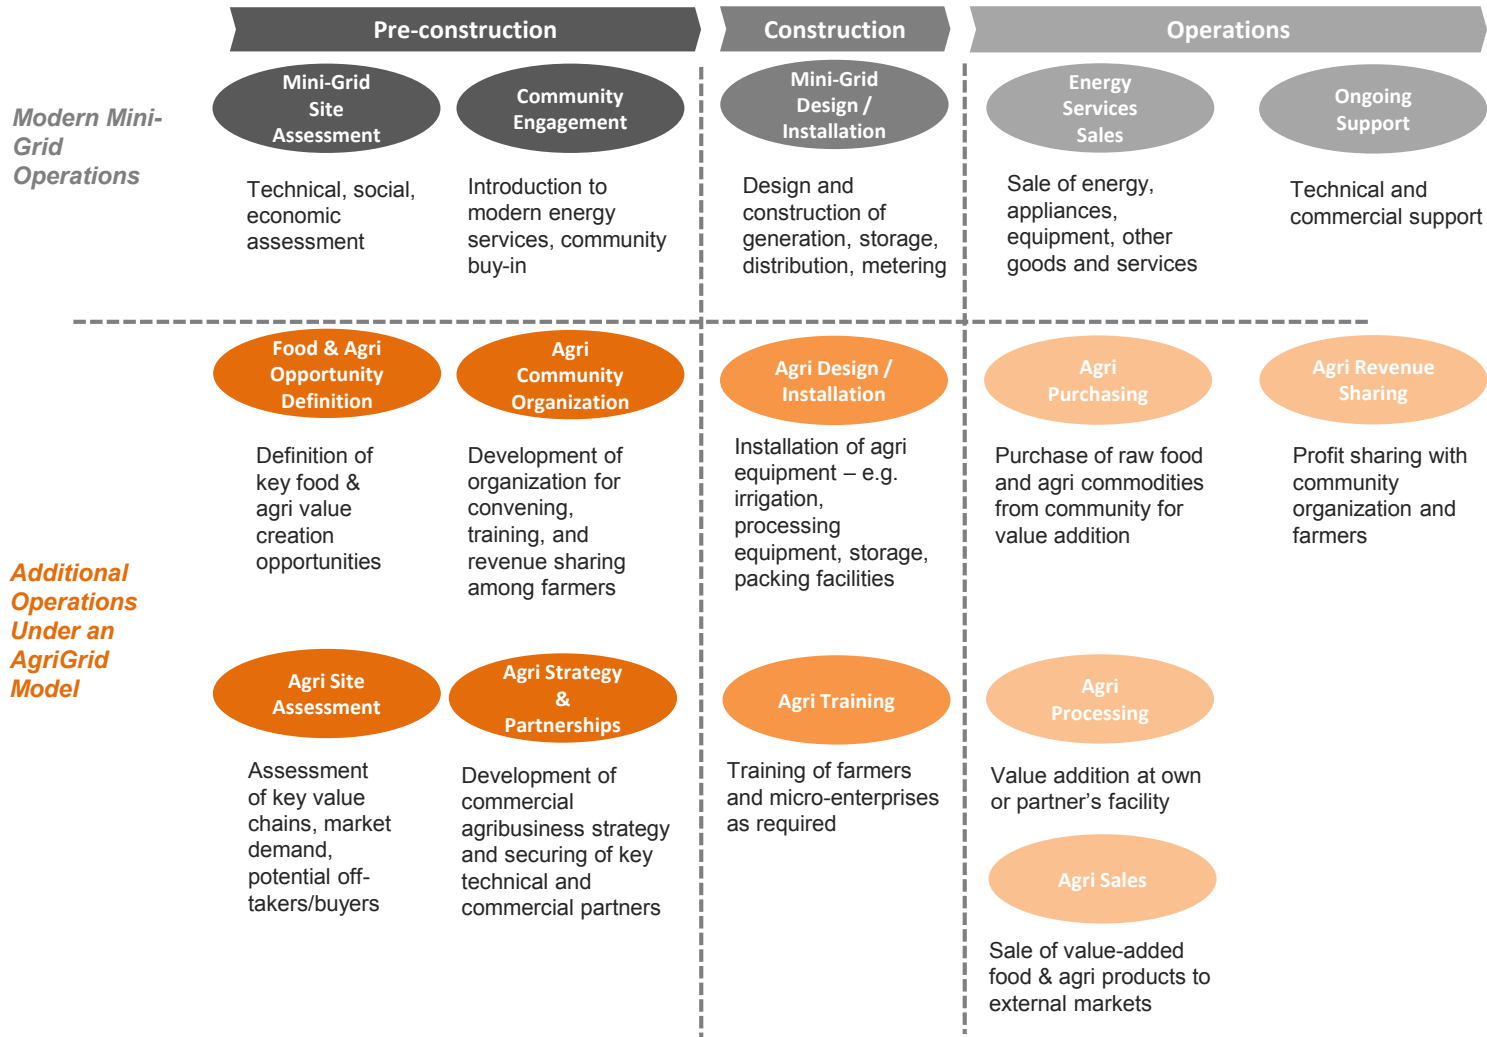 Pre-construction
Construction
Operations
Modern Mini-
Grid
Operations
Mini-Grid
Site
Assessment
Technical, social,
economic
assessment
Community
Engagement
Introduction to
modern energy
services, community
buy-in
Mini-Grid
Design /
Installation
Design and
construction of
generation, storage,
distribution, metering
Energy
Services
Sales
Sale of energy,
appliances,
equipment, other
goods and services
Ongoing
Support
Technical and
commercial support
Additional
Operations
Under an
AgriGrid
Model
Food & Agri
Opportunity
Definition
Definition of
key food &
agri value
creation
opportunities
Agri
Community
Organization
Development of
organization for
convening,
training, and
revenue sharing
among farmers
Agri Design /
Installation
Installation of agri
equipment – e.g.
irrigation,
processing
equipment, storage,
packing facilities
Agri
Purchasing
Purchase of raw food
and agri commodities
from community for
value addition
Agri Revenue
Sharing
Profit sharing with
community
organization and
farmers
Agri Site
Assessment
Assessment
of key value
chains, market
demand,
potential off-
takers/buyers
Agri Strategy
&
Partnerships
Development of
commercial
agribusiness strategy
and securing of key
technical and
commercial partners
Agri Training
Training of farmers
and micro-enterprises
as required
Agri
Processing
Value addition at own
or partner’s facility
Agri Sales
Sale of value-added
food & agri products to
external markets